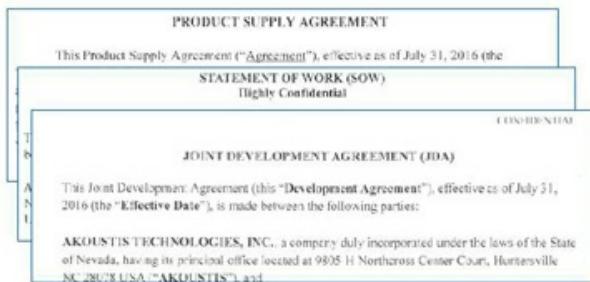 PRODUCT SUPPLY AGREEMENT
This Product Supply Agreement ("Agreement"), effective as of July 31, 2016 (the
STATEMENT OF WORK (SOW)
Highly Confidential
CONFIDENTIAL
JOINT DEVELOPMENT AGREEMENT (JDA)
This Joint Development Agreement (this "Development Agreement"), effective as of July 31,
2016 (the "Effective Date"), is made between the following parties:
AKOUSTIS TECHNOLOGIES, INC., a company duly incorporated under the laws of the State
of Nevada, having its principal office located at 9805 H Northcross Center Court, Huntersville
NC 28078 USA ("AKOUSTIS"), and